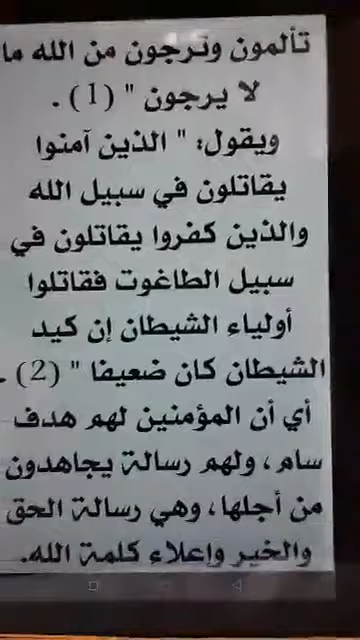 تألمون وترجون من الله ما
لا يرجون " (1) .
ويقول: " الذين آمنوا
يقاتلون في سبيل الله
والذين كفروا يقاتلون في
سبيل الطاغوت فقاتلوا
أولياء الشيطان إن كيد
الشيطان كان ضعيفا " (2) .
أي أن المؤمنين لهم هدف
سام، ولهم رسالة يجاهدون
من أجلها، وهي رسالة الحق
والخير وإعلاء كلمة الله.